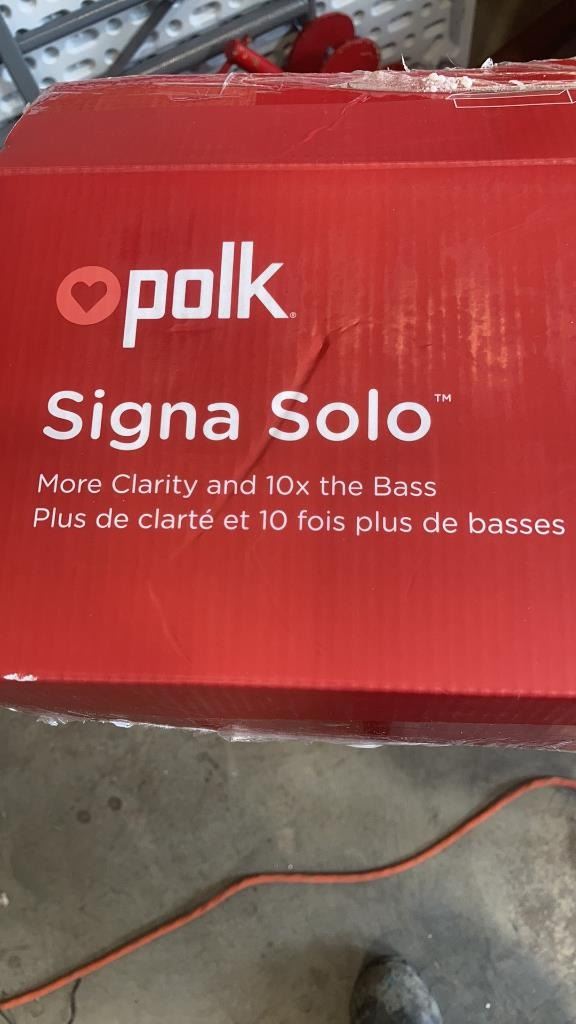 polk®
Signa Solo™
More Clarity and 10x the Bass
Plus de clarté et 10 fois plus de basses